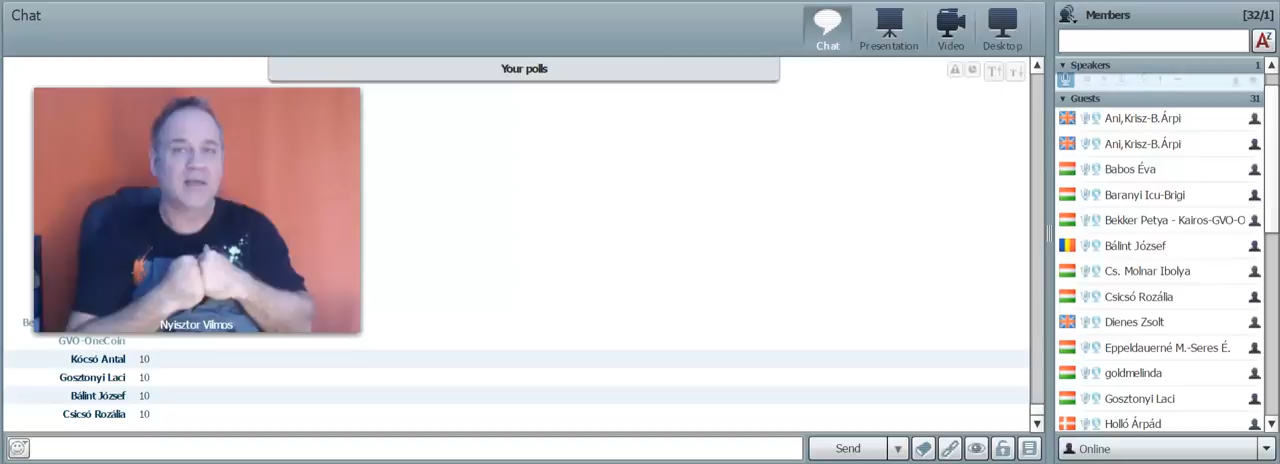 Chat
Chat
Presentation
Video
Desktop
Your polls
Nyisztor Vilmos
GVO-OneCoin
Kócsó Antal 10
Gosztonyi Laci 10
Bálint József 10
Csicsó Rozália 10
Send
Members [32/1]
Speakers 1
Guests 31
Ani,Krisz-B.Árpi
Ani,Krisz-B.Árpi
Babos Éva
Baranyi Icu-Brigi
Bekker Petya - Kairos-GVO-O
Bálint József
Cs. Molnar Ibolya
Csicsó Rozália
Dienes Zsolt
Eppeldauerné M.-Seres É.
goldmelinda
Gosztonyi Laci
Holló Árpád
Online